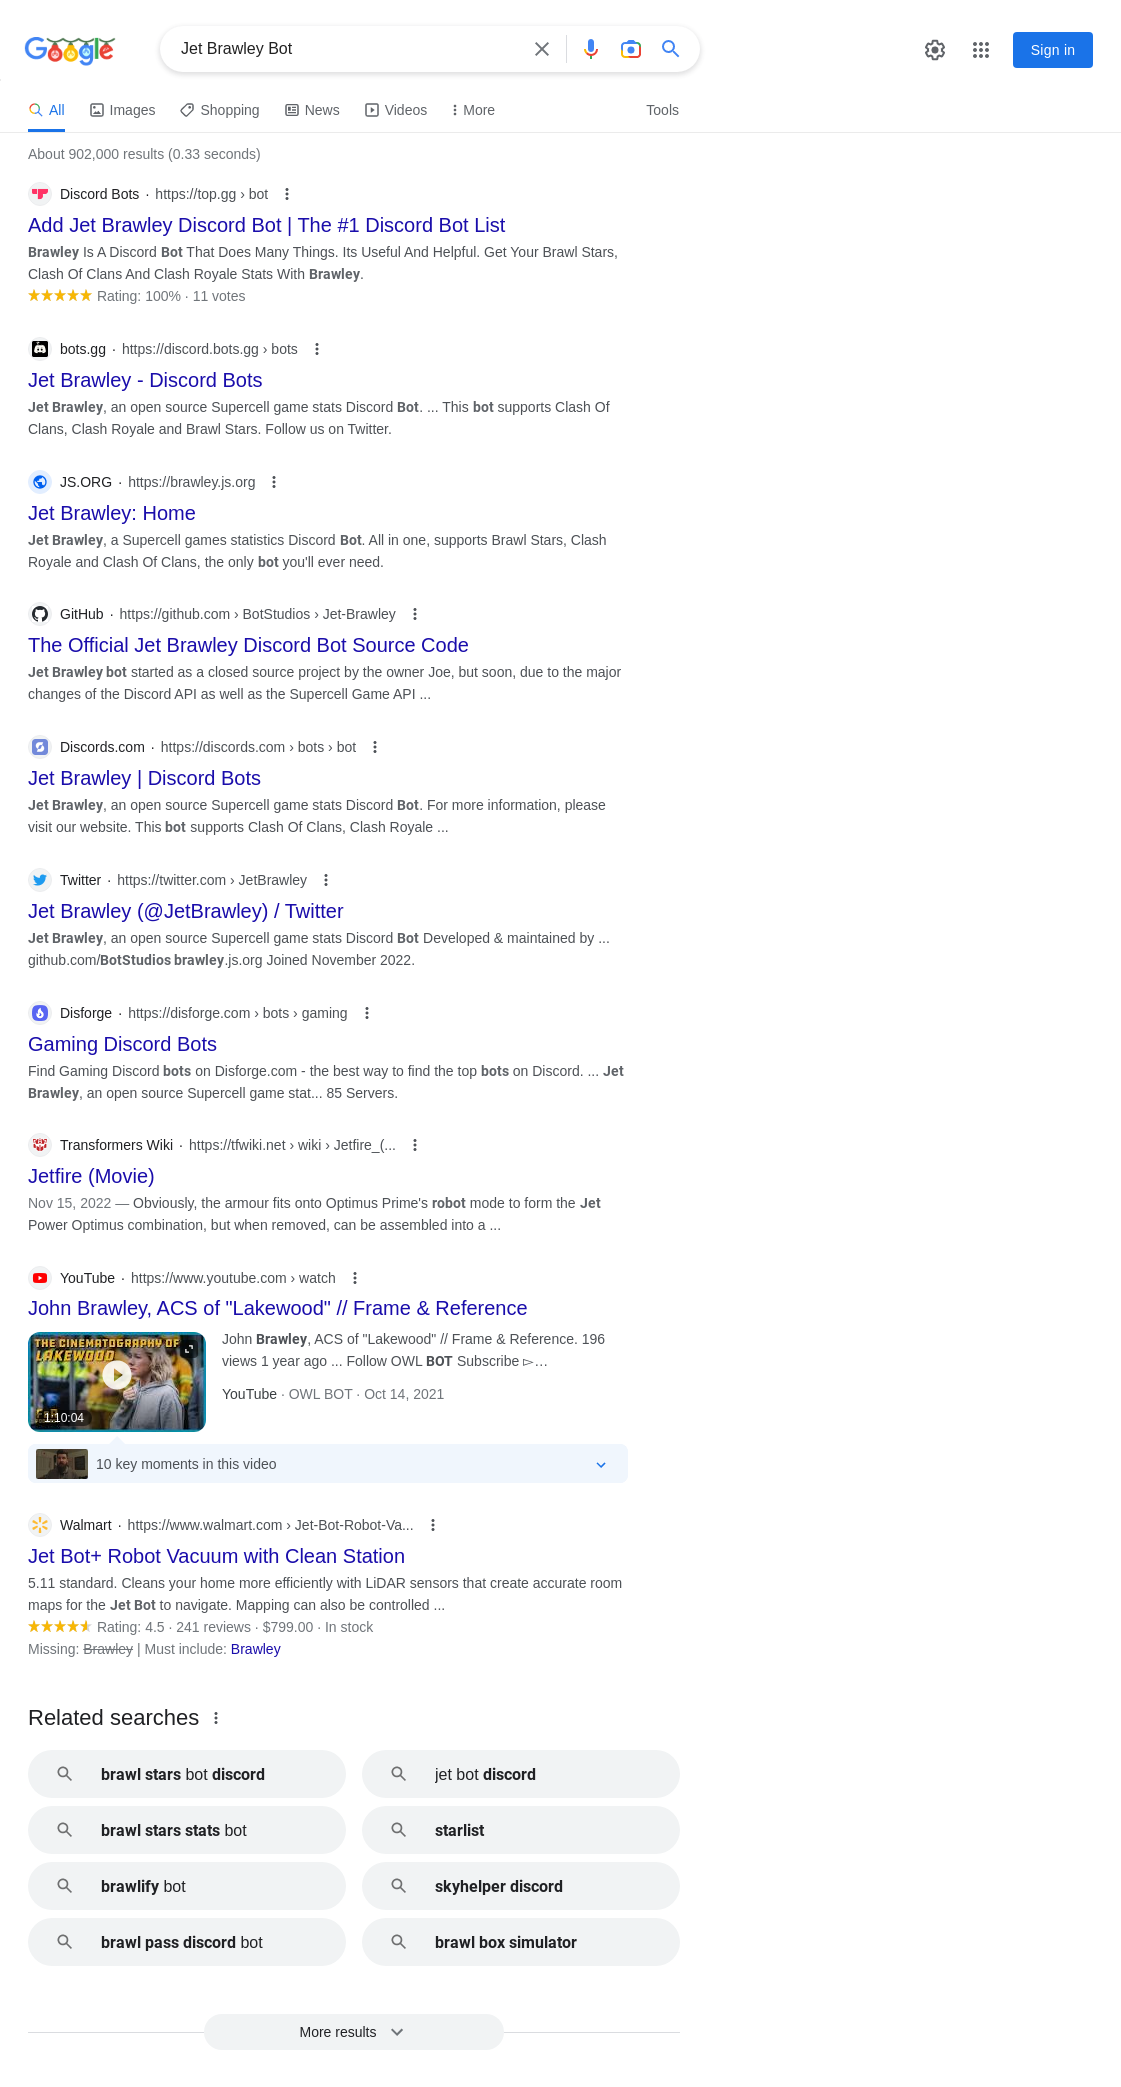 Google
Jet Brawley Bot
Sign in
All
Images
Shopping
News
Videos
More
Tools
About 902,000 results (0.33 seconds)
Discord Bots · https://top.gg › bot
Add Jet Brawley Discord Bot | The #1 Discord Bot List
Brawley Is A Discord Bot That Does Many Things. Its Useful And Helpful. Get Your Brawl Stars,
Clash Of Clans And Clash Royale Stats With Brawley.
Rating: 100% · 11 votes
bots.gg · https://discord.bots.gg › bots
Jet Brawley - Discord Bots
Jet Brawley, an open source Supercell game stats Discord Bot. ... This bot supports Clash Of
Clans, Clash Royale and Brawl Stars. Follow us on Twitter.
JS.ORG · https://brawley.js.org
Jet Brawley: Home
Jet Brawley, a Supercell games statistics Discord Bot. All in one, supports Brawl Stars, Clash
Royale and Clash Of Clans, the only bot you'll ever need.
GitHub · https://github.com › BotStudios › Jet-Brawley
The Official Jet Brawley Discord Bot Source Code
Jet Brawley bot started as a closed source project by the owner Joe, but soon, due to the major
changes of the Discord API as well as the Supercell Game API ...
Discords.com · https://discords.com › bots › bot
Jet Brawley | Discord Bots
Jet Brawley, an open source Supercell game stats Discord Bot. For more information, please
visit our website. This bot supports Clash Of Clans, Clash Royale ...
Twitter · https://twitter.com › JetBrawley
Jet Brawley (@JetBrawley) / Twitter
Jet Brawley, an open source Supercell game stats Discord Bot Developed & maintained by ...
github.com/BotStudios brawley.js.org Joined November 2022.
Disforge · https://disforge.com › bots › gaming
Gaming Discord Bots
Find Gaming Discord bots on Disforge.com - the best way to find the top bots on Discord. ... Jet
Brawley, an open source Supercell game stat... 85 Servers.
Transformers Wiki · https://tfwiki.net › wiki › Jetfire_(...
Jetfire (Movie)
Nov 15, 2022 — Obviously, the armour fits onto Optimus Prime's robot mode to form the Jet
Power Optimus combination, but when removed, can be assembled into a ...
YouTube · https://www.youtube.com › watch
John Brawley, ACS of "Lakewood" // Frame & Reference
THE CINEMATOGRAPHY OF
LAKEWOOD
1:10:04
John Brawley, ACS of "Lakewood" // Frame & Reference. 196
views 1 year ago ... Follow OWL BOT Subscribe ▻…
YouTube · OWL BOT · Oct 14, 2021
10 key moments in this video
Walmart · https://www.walmart.com › Jet-Bot-Robot-Va...
Jet Bot+ Robot Vacuum with Clean Station
5.11 standard. Cleans your home more efficiently with LiDAR sensors that create accurate room
maps for the Jet Bot to navigate. Mapping can also be controlled ...
Rating: 4.5 · 241 reviews · $799.00 · In stock
Missing: Brawley | Must include: Brawley
Related searches
brawl stars bot discord
jet bot discord
brawl stars stats bot
starlist
brawlify bot
skyhelper discord
brawl pass discord bot
brawl box simulator
More results